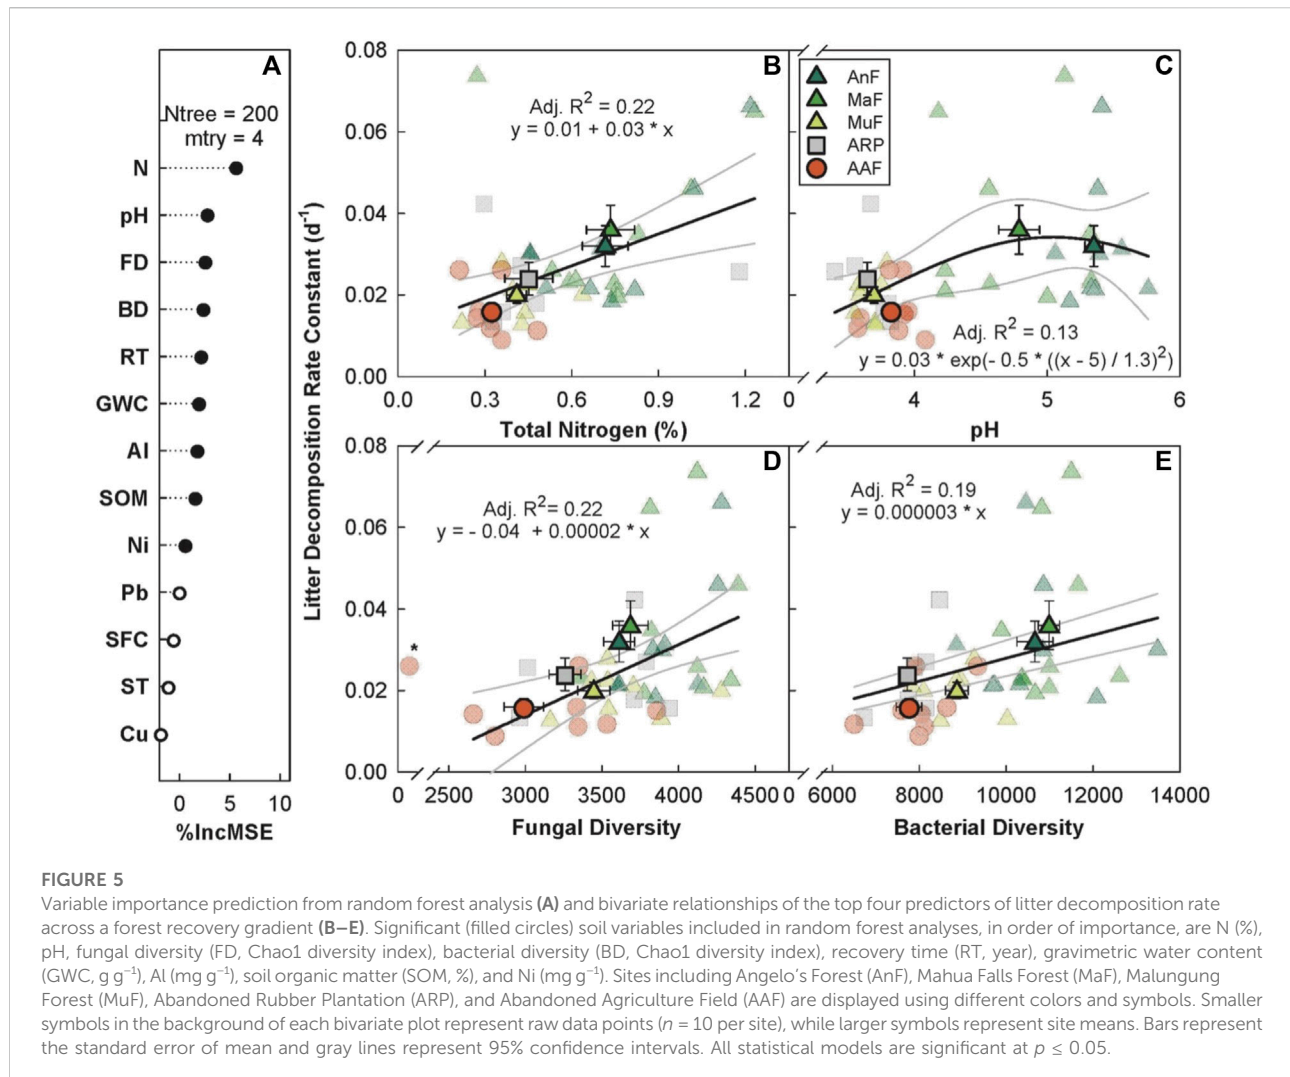 A
Ntree = 200
mtry = 4
N
pH
FD
BD
RT
GWC
Al
SOM
Ni
Pb
SFC
ST
Cu
0 5 10
%IncMSE
Litter Decomposition Rate Constant (d⁻¹)
B
0.08
0.06
0.04
0.02
0.00
Adj. R² = 0.22
y = 0.01 + 0.03 * x
0.0 0.3 0.6 0.9 1.2
Total Nitrogen (%)
C
AnF
MaF
MuF
ARP
AAF
Adj. R² = 0.13
y = 0.03 * exp(- 0.5 * ((x - 5) / 1.3)²)
0 4 5 6
pH
D
0.08
0.06
0.04
0.02
0.00
Adj. R² = 0.22
y = - 0.04 + 0.00002 * x
*
0 2500 3000 3500 4000 4500
Fungal Diversity
E
Adj. R² = 0.19
y = 0.000003 * x
0 6000 8000 10000 12000 14000
Bacterial Diversity
FIGURE 5
Variable importance prediction from random forest analysis (A) and bivariate relationships of the top four predictors of litter decomposition rate
across a forest recovery gradient (B–E). Significant (filled circles) soil variables included in random forest analyses, in order of importance, are N (%),
pH, fungal diversity (FD, Chao1 diversity index), bacterial diversity (BD, Chao1 diversity index), recovery time (RT, year), gravimetric water content
(GWC, g g⁻¹), Al (mg g⁻¹), soil organic matter (SOM, %), and Ni (mg g⁻¹). Sites including Angelo's Forest (AnF), Mahua Falls Forest (MaF), Malungung
Forest (MuF), Abandoned Rubber Plantation (ARP), and Abandoned Agriculture Field (AAF) are displayed using different colors and symbols. Smaller
symbols in the background of each bivariate plot represent raw data points (n = 10 per site), while larger symbols represent site means. Bars represent
the standard error of mean and gray lines represent 95% confidence intervals. All statistical models are significant at p ≤ 0.05.